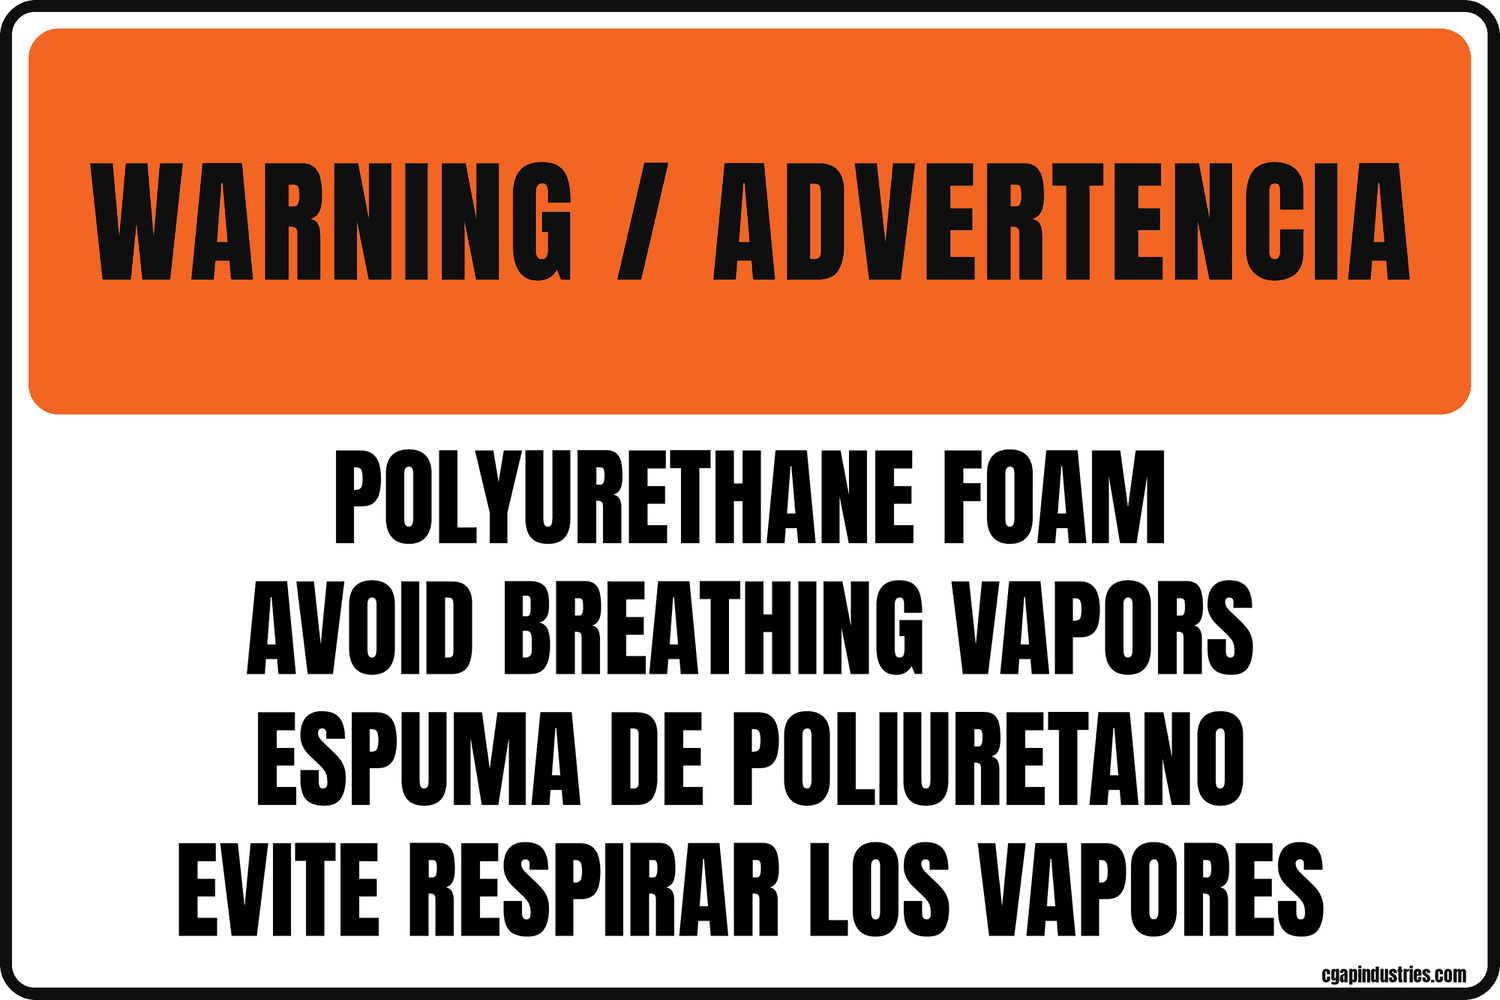 WARNING / ADVERTENCIA
POLYURETHANE FOAM
AVOID BREATHING VAPORS
ESPUMA DE POLIURETANO
EVITE RESPIRAR LOS VAPORES
cgapindustries.com